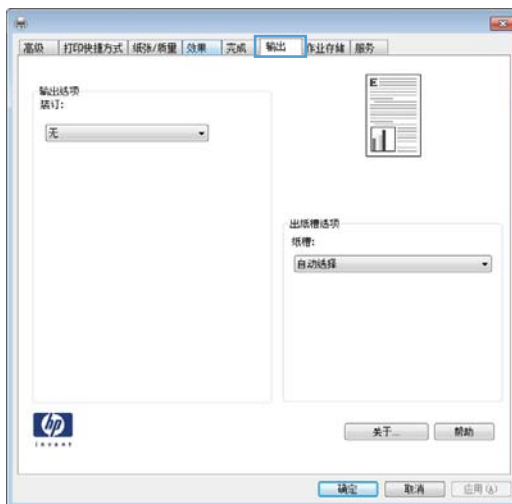 高级 打印快捷方式 纸张/质量 效果 完成 输出 作业存储 服务
输出选项
装订:
无
E
出纸槽选项
纸槽:
自动选择
hp
invent
关于... 帮助
确定 取消 应用(A)